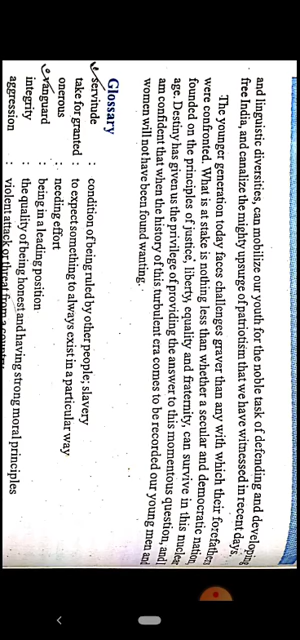 and linguistic diversities, can mobilize our youth for the noble task of defending and developing
free India, and canalize the mighty upsurge of patriotism that we have witnessed in recent days.
The younger generation today faces challenges graver than any with which their forefathers
were confronted. What is at stake is nothing less than whether a secular and democratic nation
founded on the principles of justice, liberty, equality and fraternity, can survive in this nuclear
age. Destiny has given us the privilege of providing the answer to this momentous question, and I
am confident that when the history of this turbulent era comes to be recorded our young men and
women will not have been found wanting.
Glossary
servitude : condition of being ruled by other people; slavery
take for granted : to expect something to always exist in a particular way
onerous : needing effort
vanguard : being in a leading position
integrity : the quality of being honest and having strong moral principles
aggression : violent attack or threat from a country